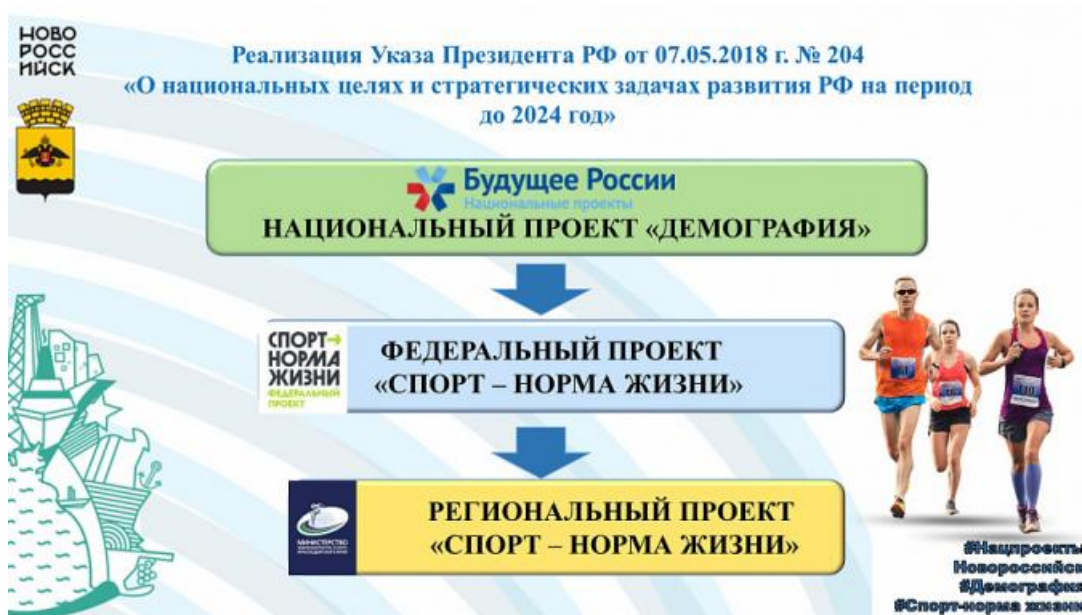 НОВО
РОСС
ИЙСК
Реализация Указа Президента РФ от 07.05.2018 г. № 204
«О национальных целях и стратегических задачах развития РФ на период
до 2024 год»
Будущее России
Национальные проекты
НАЦИОНАЛЬНЫЙ ПРОЕКТ «ДЕМОГРАФИЯ»
СПОРТ→
НОРМА
ЖИЗНИ
ФЕДЕРАЛЬНЫЙ
ПРОЕКТ
ФЕДЕРАЛЬНЫЙ ПРОЕКТ
«СПОРТ – НОРМА ЖИЗНИ»
МИНИСТЕРСТВО
РЕГИОНАЛЬНЫЙ ПРОЕКТ
«СПОРТ – НОРМА ЖИЗНИ»
#Нацпроекты
Новороссийск
#Демография
#Спорт-норма жизни